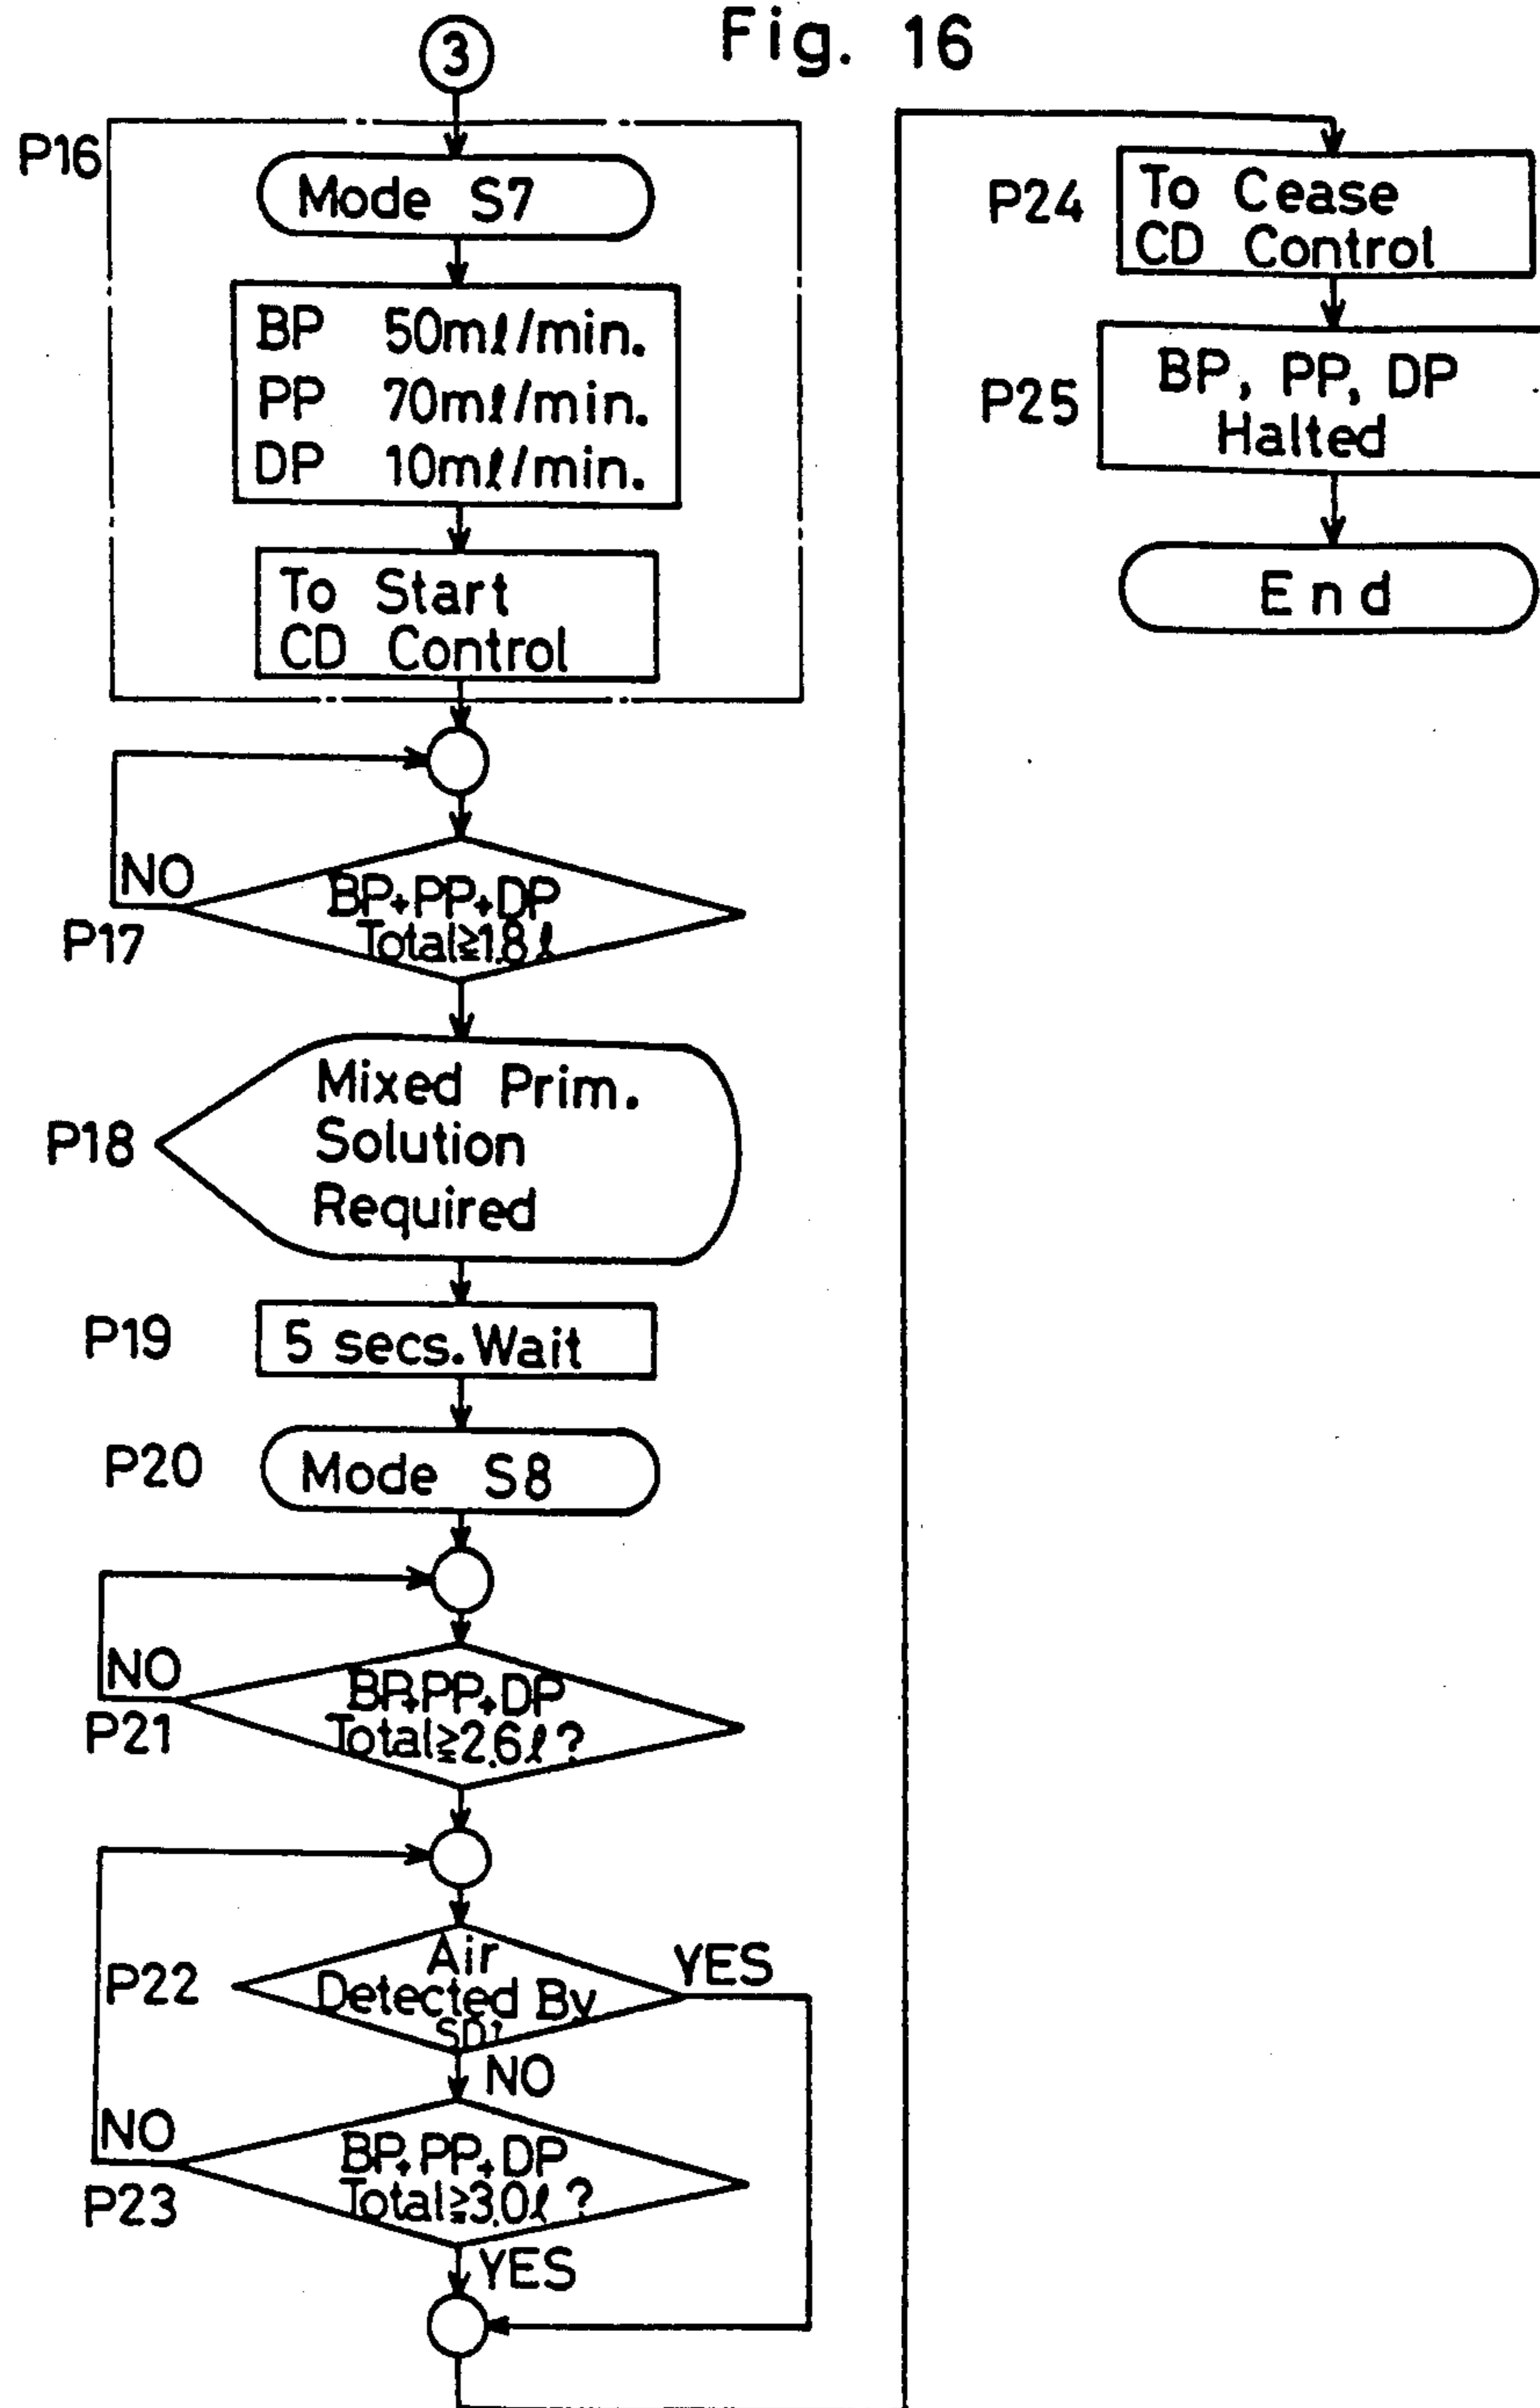 Fig. 16
3
P16
Mode S7
BP 50mℓ/min.
PP 70mℓ/min.
DP 10mℓ/min.
To Start
CD Control
NO
P17
BP+PP+DP
Total≧1.8ℓ
P18
Mixed Prim.
Solution
Required
P19
5 secs. Wait
P20
Mode S8
NO
P21
BP+PP+DP
Total≧2.6ℓ?
P22
Air
Detected By
YES
NO
NO
P23
BP+PP+DP
Total≧3.0ℓ?
YES
P24
To Cease
CD Control
P25
BP, PP, DP
Halted
End